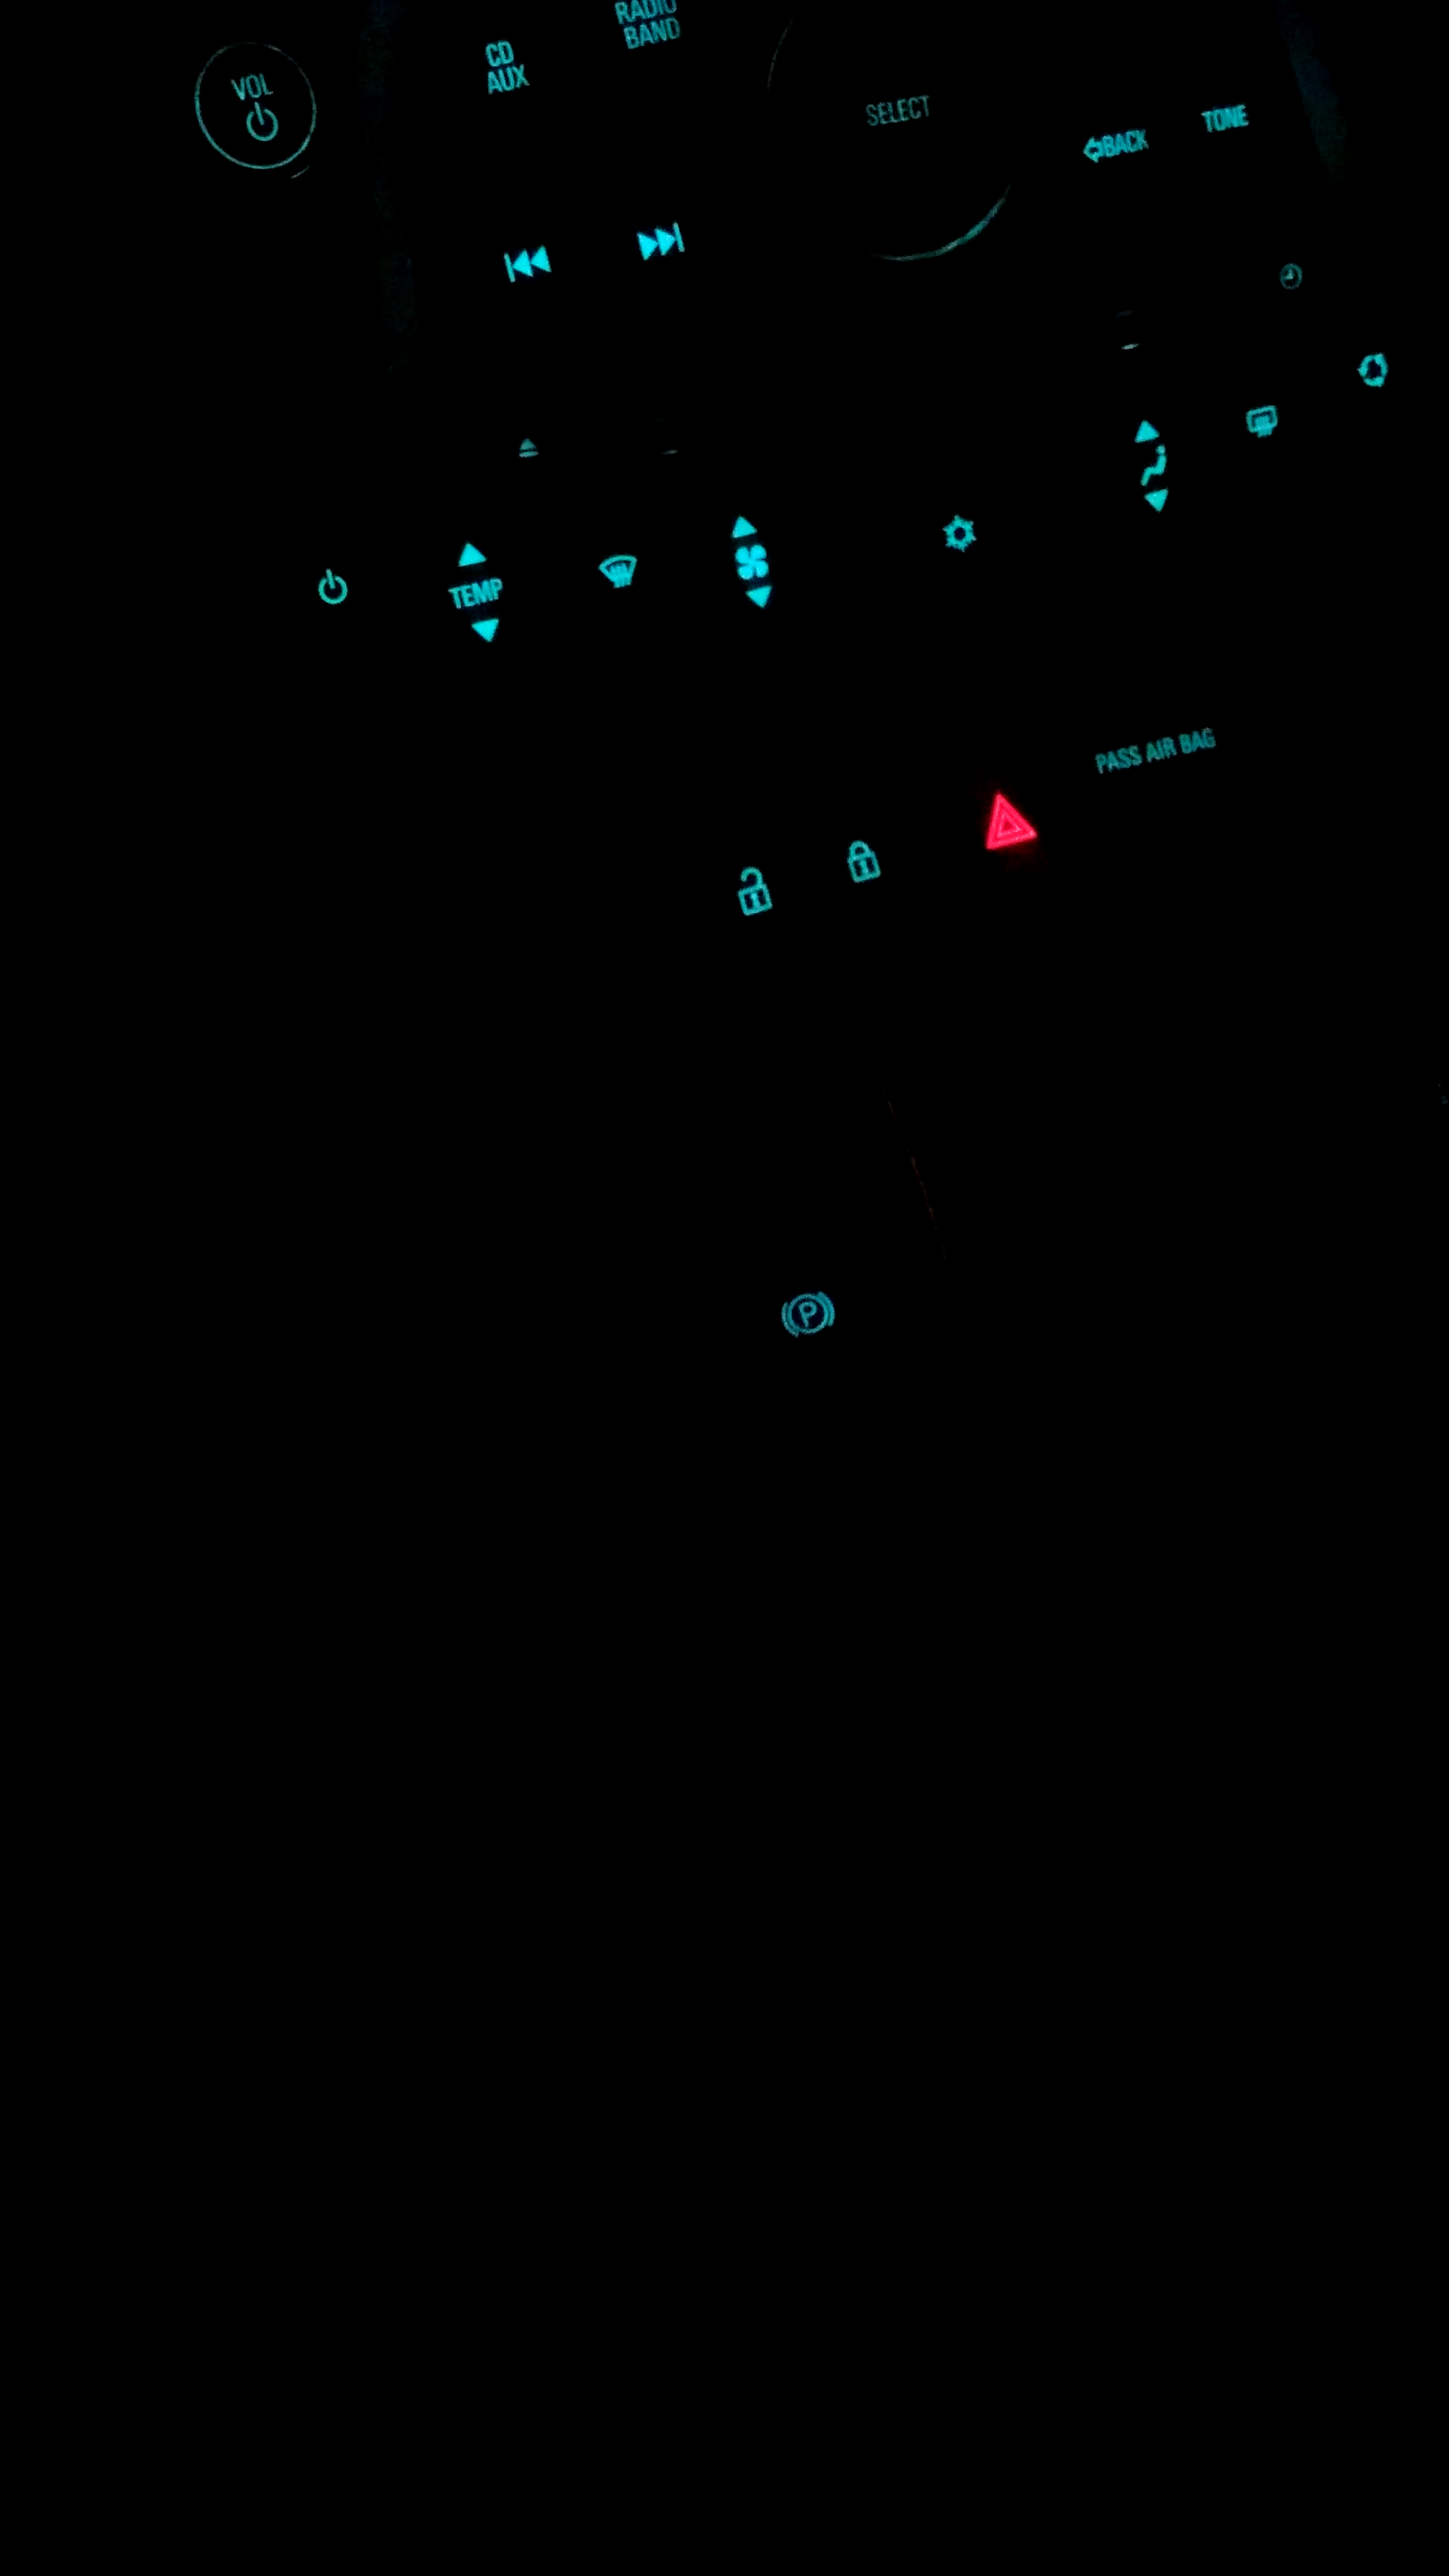 RADIO
BAND
CD
AUX
VOL
SELECT
BACK
TONE
TEMP
PASS AIR BAG
P